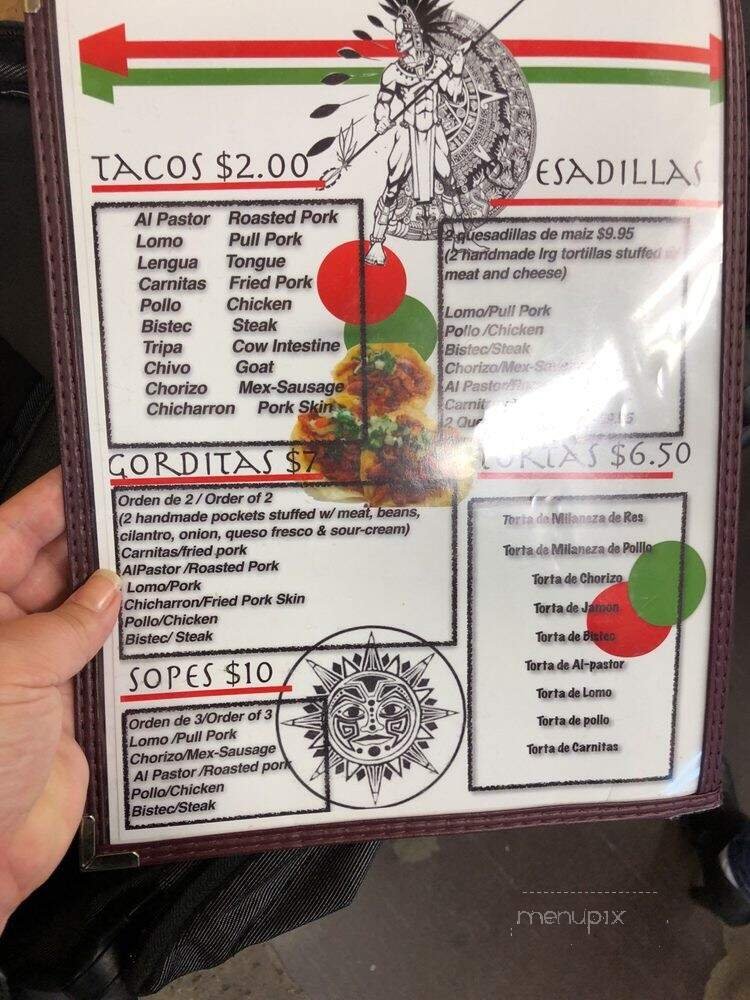 TACOS $2.00
Al Pastor Roasted Pork
Lomo Pull Pork
Lengua Tongue
Carnitas Fried Pork
Pollo Chicken
Bistec Steak
Tripa Cow Intestine
Chivo Goat
Chorizo Mex-Sausage
Chicharron Pork Skin
ESADILLAS
2 quesadillas de maiz $9.95
(2 handmade lrg tortillas stuffed w/
meat and cheese)
Lomo/Pull Pork
Pollo /Chicken
Bistec/Steak
Chorizo/Mex-Sau
Al Pastor/
Carnit
2 Que
GORDITAS $7
Orden de 2 / Order of 2
(2 handmade pockets stuffed w/ meat, beans,
cilantro, onion, queso fresco & sour-cream)
Carnitas/fried pork
AlPastor /Roasted Pork
Lomo/Pork
Chicharron/Fried Pork Skin
Pollo/Chicken
Bistec/ Steak
SOPES $10
Orden de 3/Order of 3
Lomo /Pull Pork
Chorizo/Mex-Sausage
Al Pastor /Roasted pork
Pollo/Chicken
Bistec/Steak
TORTAS $6.50
Torta de Milaneza de Res
Torta de Milaneza de Polllo
Torta de Chorizo
Torta de Jamon
Torta de Bistec
Torta de Al-pastor
Torta de Lomo
Torta de pollo
Torta de Carnitas
menupix